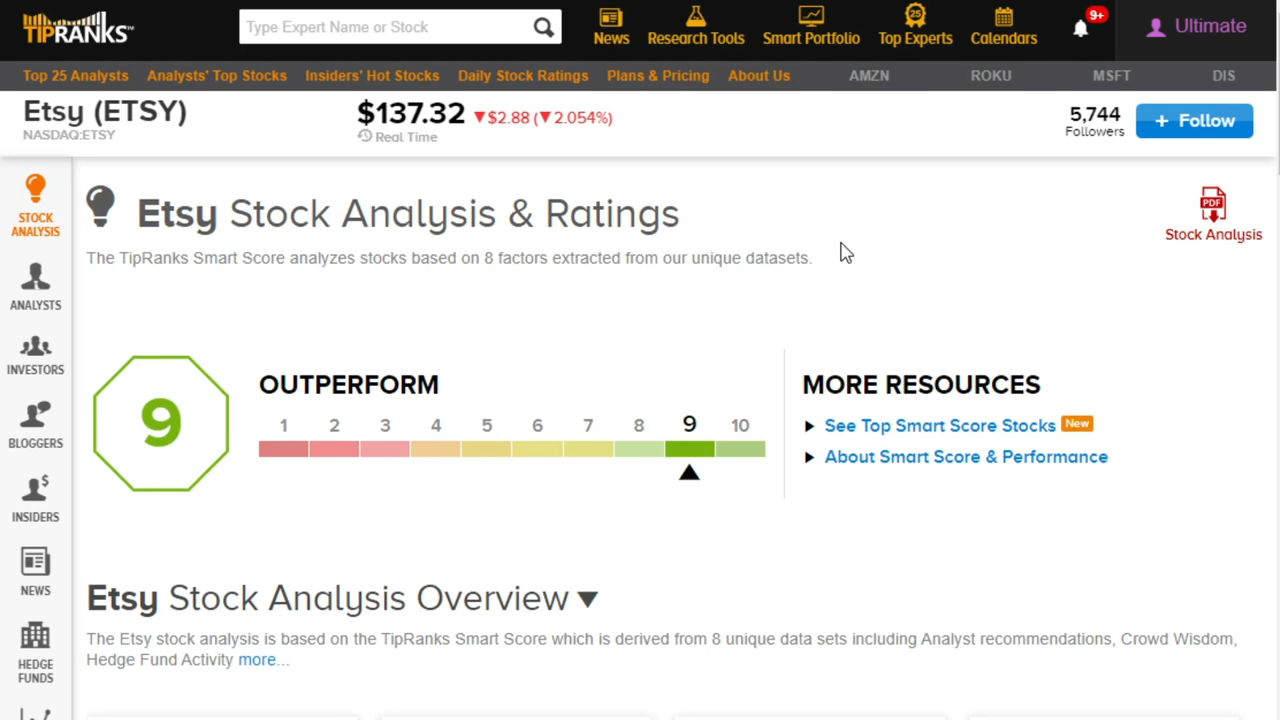 TIPRANKS™
Type Expert Name or Stock
News
Research Tools
Smart Portfolio
25
Top Experts
Calendars
9+
Ultimate
Top 25 Analysts
Analysts' Top Stocks
Insiders' Hot Stocks
Daily Stock Ratings
Plans & Pricing
About Us
AMZN
ROKU
MSFT
DIS
Etsy (ETSY)
NASDAQ:ETSY
$137.32 ▼$2.88 (▼2.054%)
Real Time
5,744
Followers
+ Follow
STOCK
ANALYSIS
ANALYSTS
INVESTORS
BLOGGERS
$
INSIDERS
NEWS
HEDGE
FUNDS
Etsy Stock Analysis & Ratings
The TipRanks Smart Score analyzes stocks based on 8 factors extracted from our unique datasets.
PDF
Stock Analysis
9
OUTPERFORM
1 2 3 4 5 6 7 8 9 10
MORE RESOURCES
See Top Smart Score Stocks New
About Smart Score & Performance
Etsy Stock Analysis Overview ▼
The Etsy stock analysis is based on the TipRanks Smart Score which is derived from 8 unique data sets including Analyst recommendations, Crowd Wisdom,
Hedge Fund Activity more...